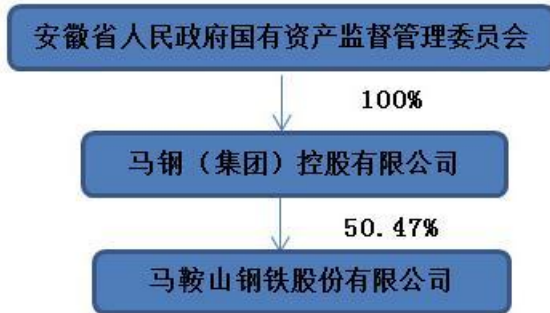 安徽省人民政府国有资产监督管理委员会
100%
马钢（集团）控股有限公司
50.47%
马鞍山钢铁股份有限公司